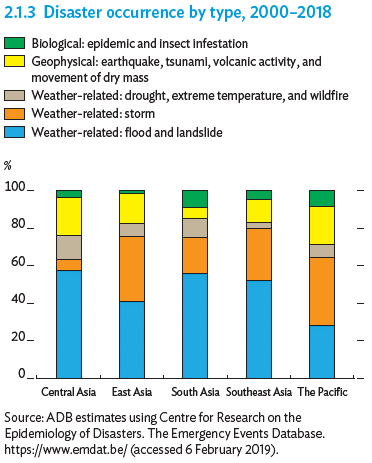 2.1.3 Disaster occurrence by type, 2000–2018
Biological: epidemic and insect infestation
Geophysical: earthquake, tsunami, volcanic activity, and
movement of dry mass
Weather-related: drought, extreme temperature, and wildfire
Weather-related: storm
Weather-related: flood and landslide
%
100
80
60
40
20
0
Central Asia East Asia South Asia Southeast Asia The Pacific
Source: ADB estimates using Centre for Research on the
Epidemiology of Disasters. The Emergency Events Database.
https://www.emdat.be/ (accessed 6 February 2019).